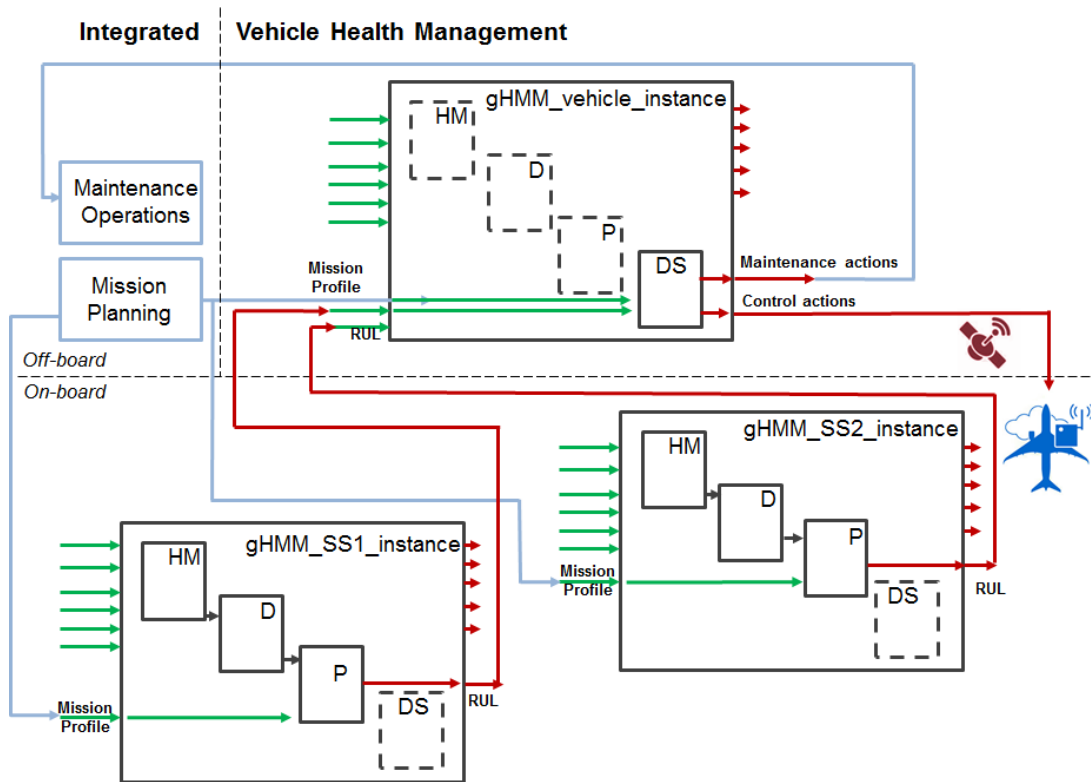 Integrated
Vehicle Health Management
gHMM_vehicle_instance
HM
D
P
DS
Maintenance
Operations
Mission
Planning
Mission
Profile
RUL
Maintenance actions
Control actions
Off-board
On-board
gHMM_SS2_instance
HM
D
P
DS
Mission
Profile
RUL
gHMM_SS1_instance
HM
D
P
DS
Mission
Profile
RUL